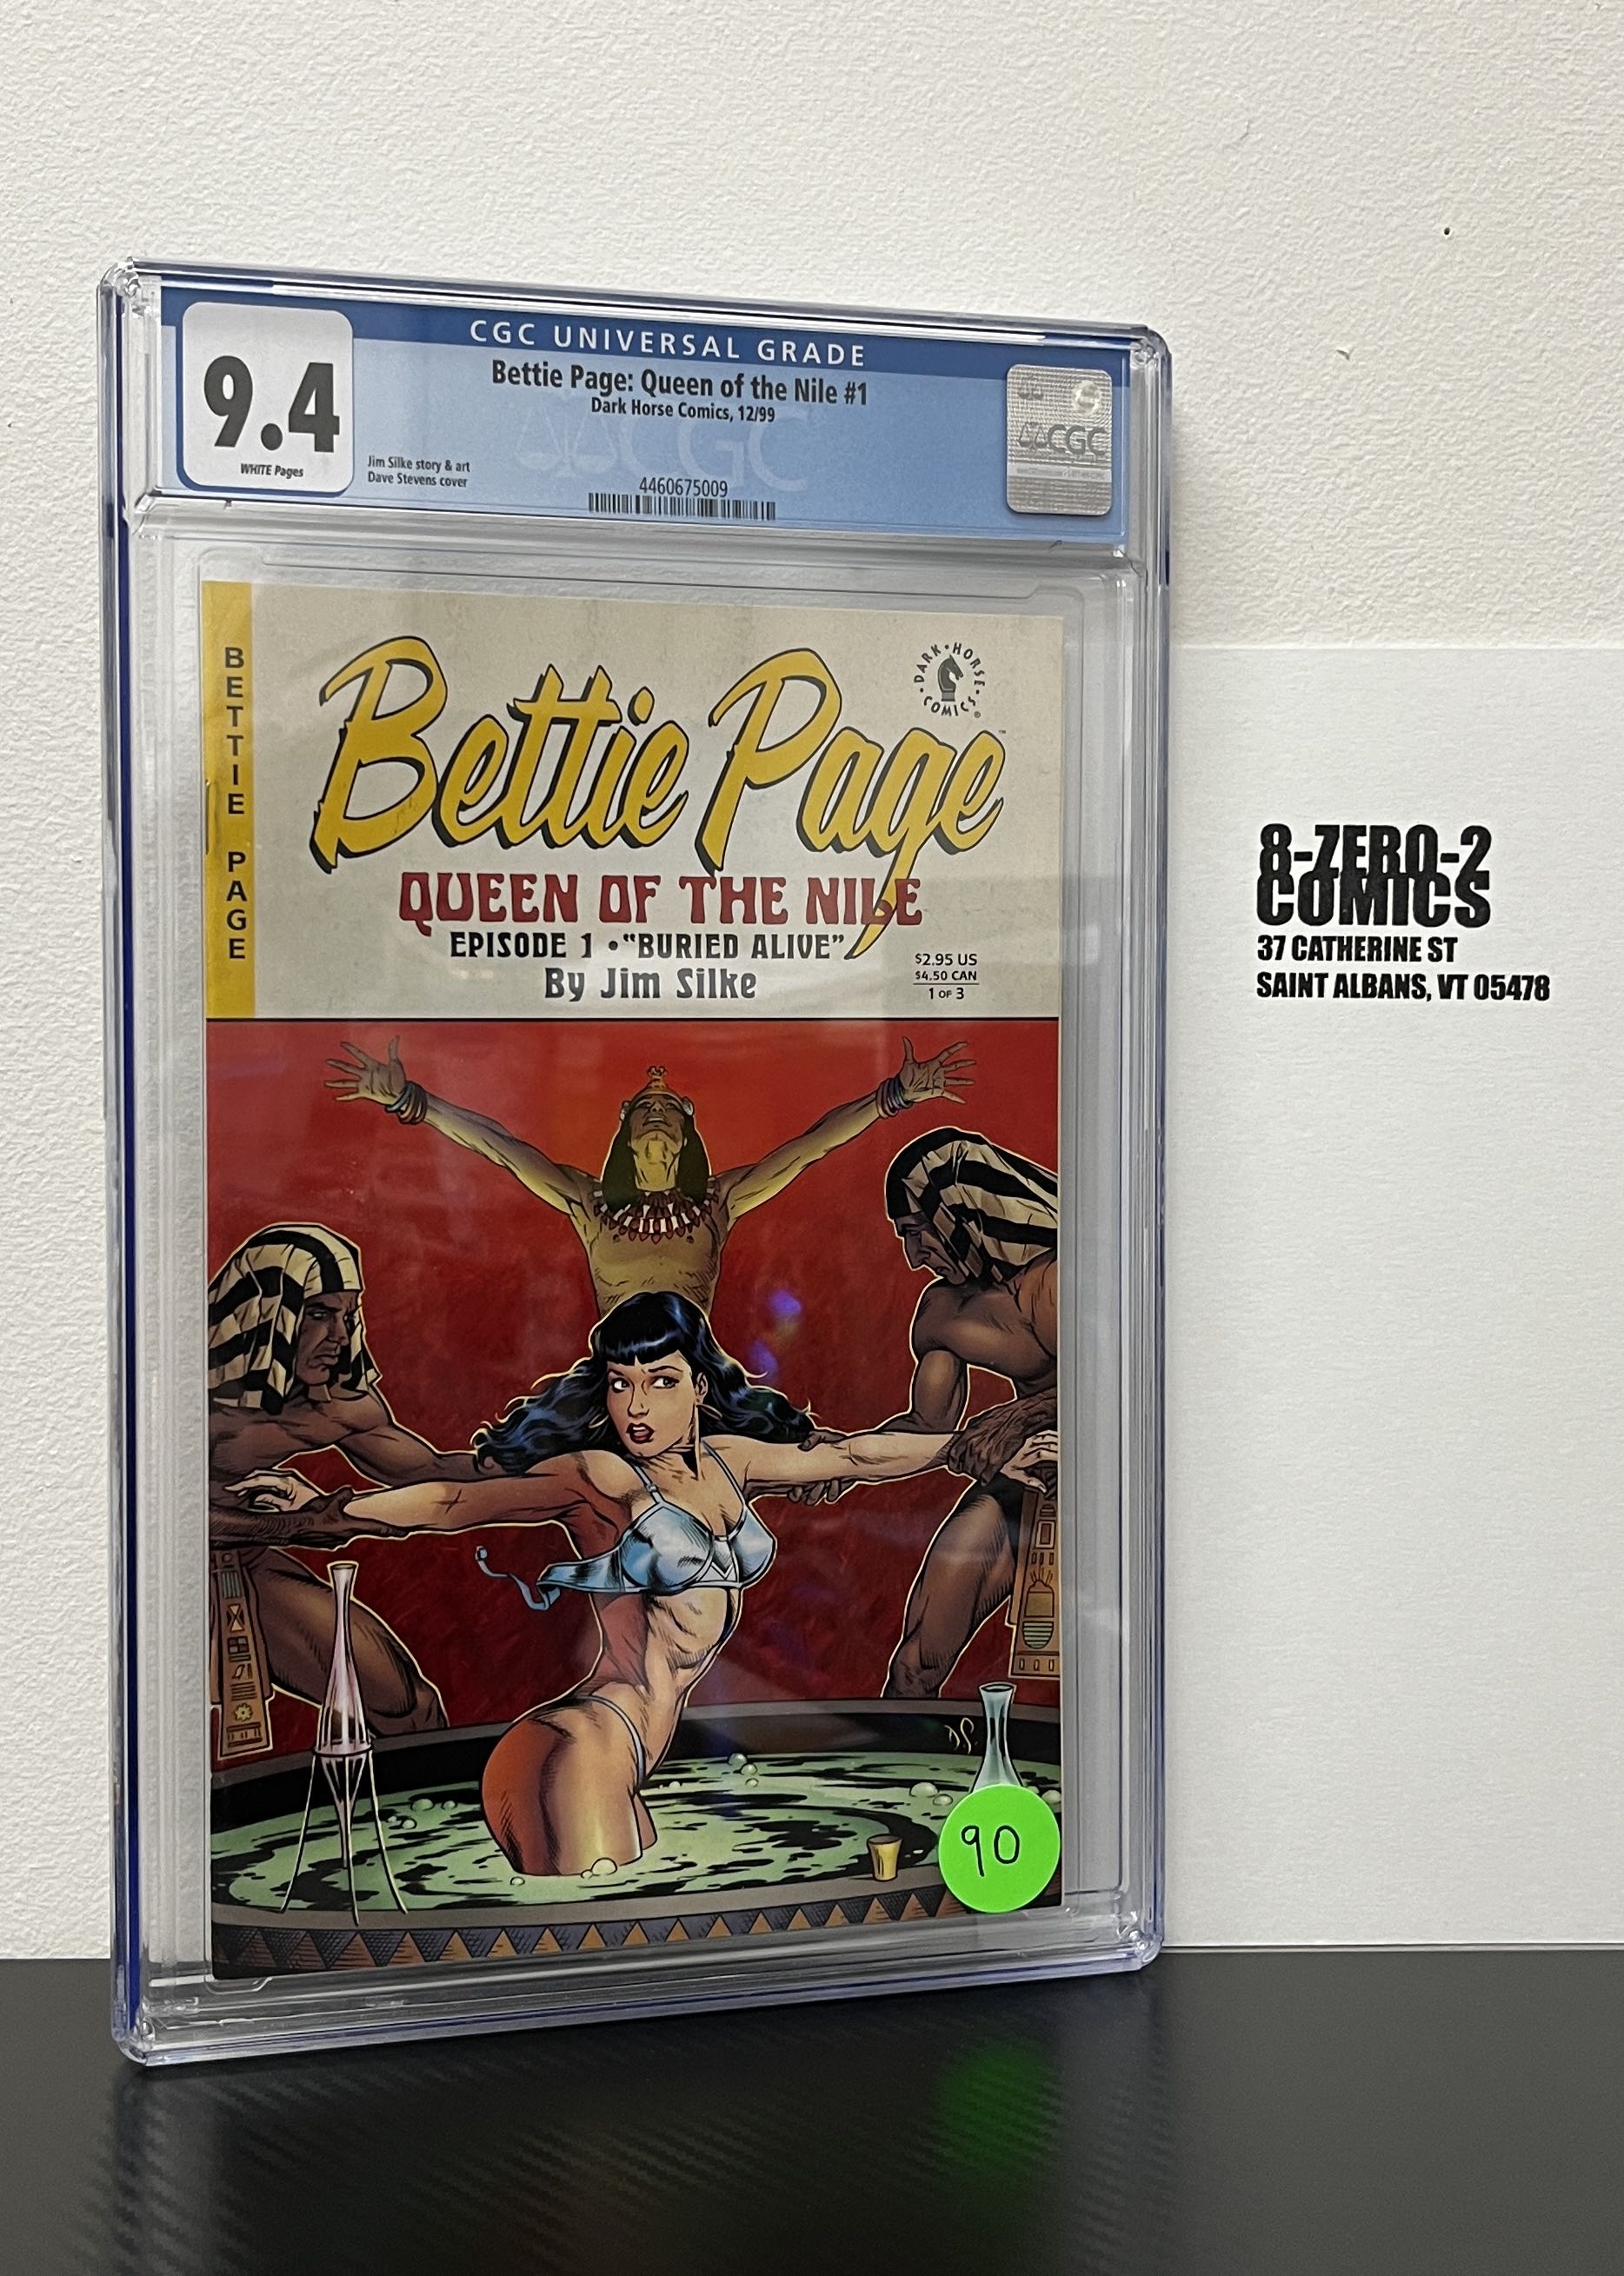 CGC UNIVERSAL GRADE
9.4
WHITE Pages
Bettie Page: Queen of the Nile #1
Dark Horse Comics, 12/99
Jim Silke story & art
Dave Stevens cover
4460675009
CGC
CGC
BETTIE PAGE
Bettie Page™
DARK • HORSE • COMICS •®
QUEEN OF THE NILE
EPISODE 1 • "BURIED ALIVE"
By Jim Silke
$2.95 US
$4.50 CAN
1 OF 3
D.S.
90
8-ZERO-2
COMICS
37 CATHERINE ST
SAINT ALBANS, VT 05478